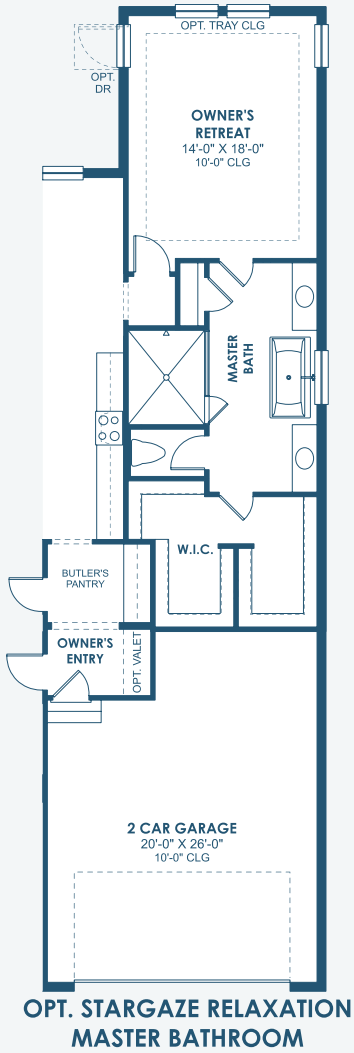 OPT. TRAY CLG
OPT.
DR
OWNER'S
RETREAT
14'-0" X 18'-0"
10'-0" CLG
MASTER
BATH
W.I.C.
BUTLER'S
PANTRY
OWNER'S
ENTRY
OPT. VALET
2 CAR GARAGE
20'-0" X 26'-0"
10'-0" CLG
OPT. STARGAZE RELAXATION
MASTER BATHROOM